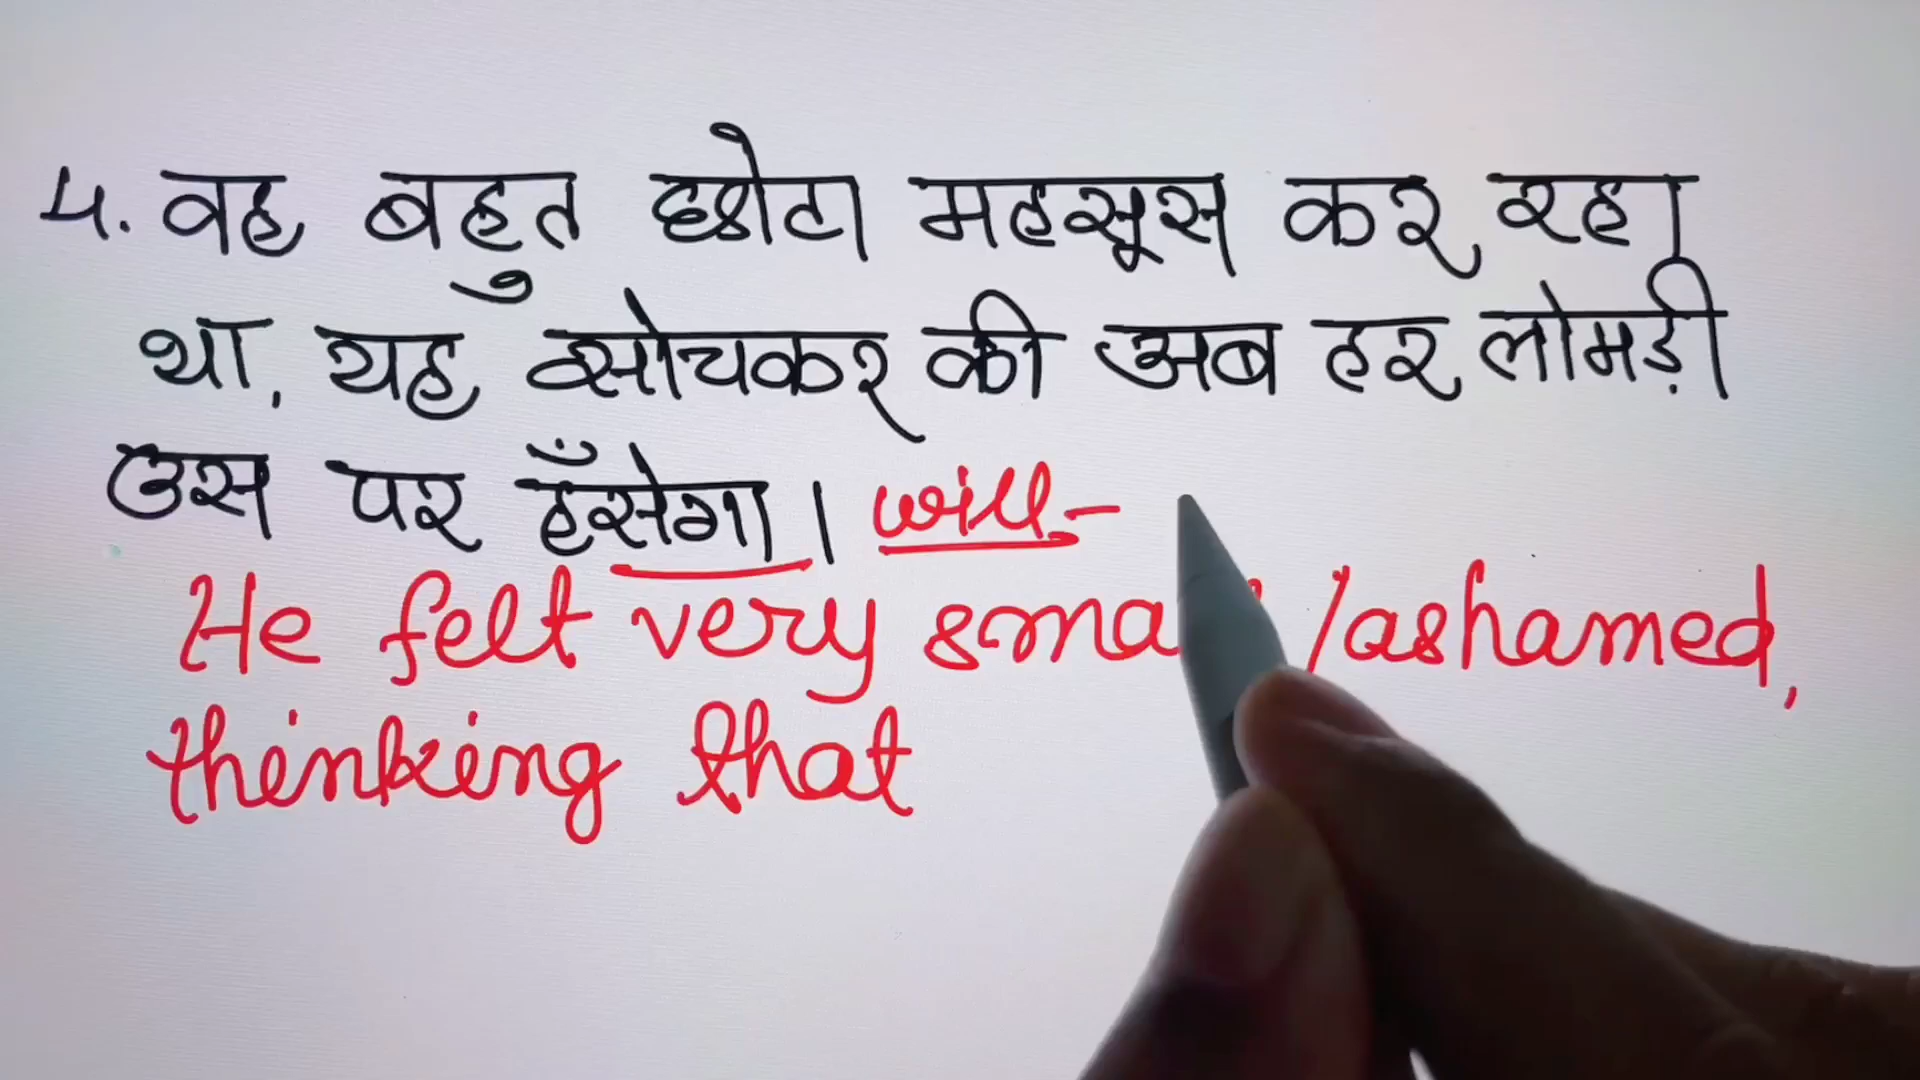 4. वह बहुत छोटा महसूस कर रहा
था, यह सोचकर की अब हर लोमड़ी
उस पर हँसेगा। will-
He felt very sma /ashamed,
thinking that